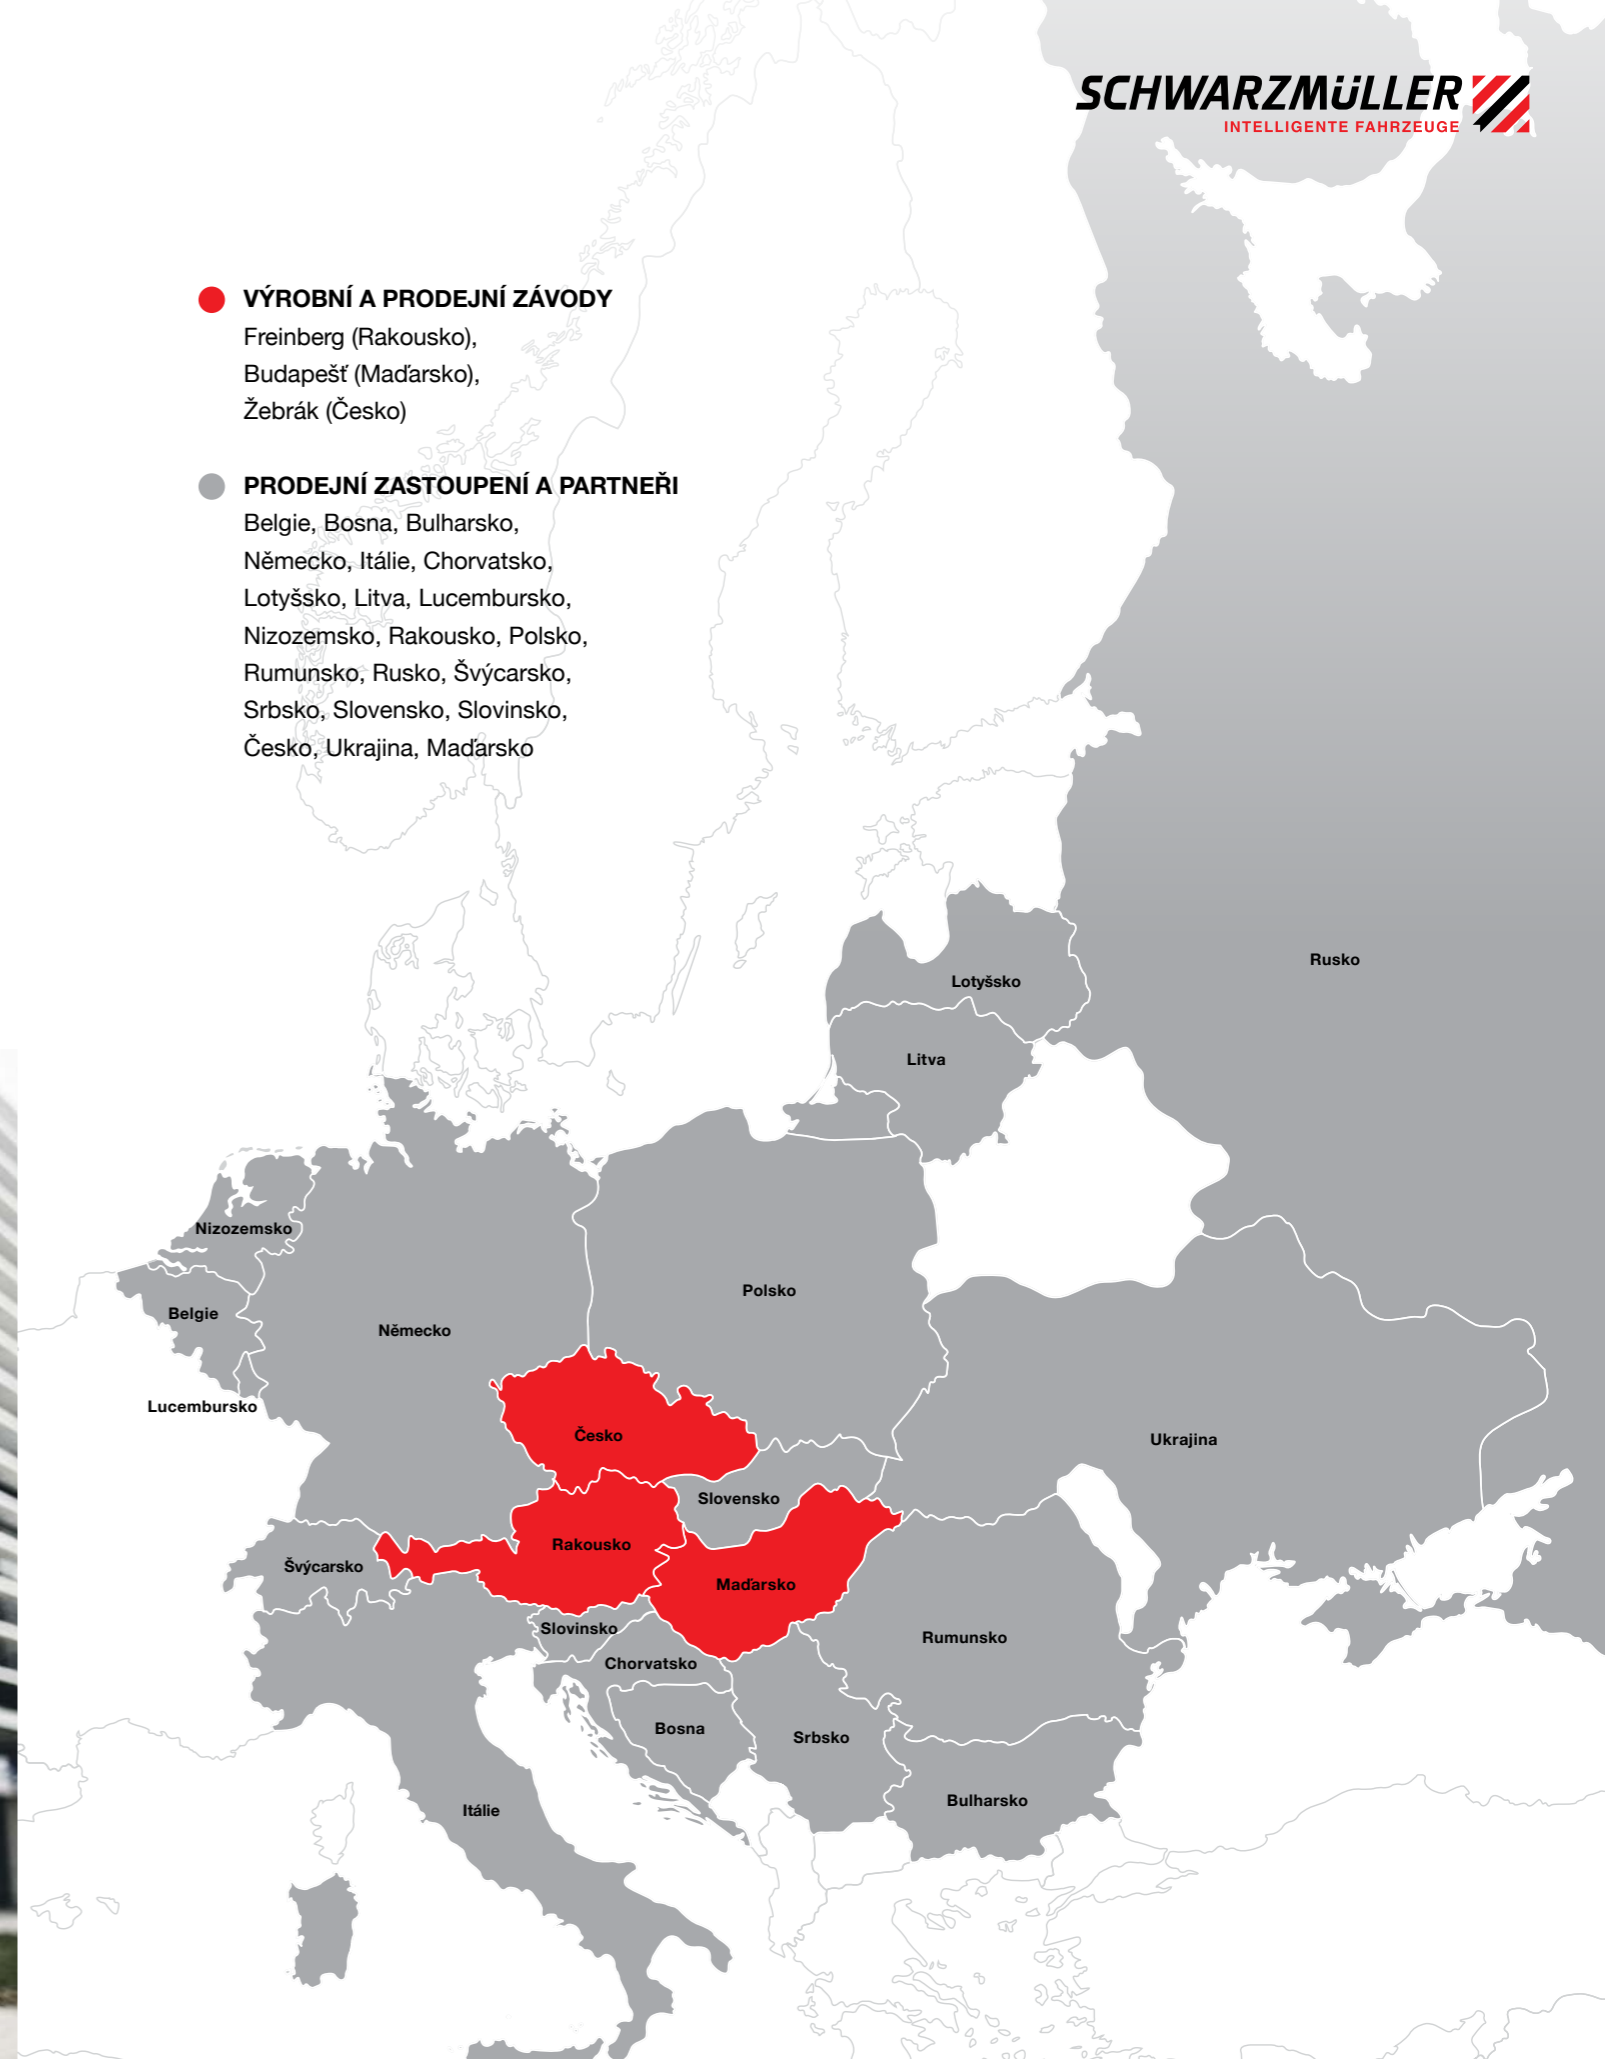 SCHWARZMÜLLER
INTELLIGENTE FAHRZEUGE
VÝROBNÍ A PRODEJNÍ ZÁVODY
Freinberg (Rakousko),
Budapešť (Maďarsko),
Žebrák (Česko)
PRODEJNÍ ZASTOUPENÍ A PARTNEŘI
Belgie, Bosna, Bulharsko,
Německo, Itálie, Chorvatsko,
Lotyšsko, Litva, Lucembursko,
Nizozemsko, Rakousko, Polsko,
Rumunsko, Rusko, Švýcarsko,
Srbsko, Slovensko, Slovinsko,
Česko, Ukrajina, Maďarsko
Rusko
Lotyšsko
Litva
Nizozemsko
Polsko
Belgie
Německo
Lucembursko
Česko
Ukrajina
Slovensko
Rakousko
Švýcarsko
Maďarsko
Slovinsko
Rumunsko
Chorvatsko
Bosna
Srbsko
Bulharsko
Itálie